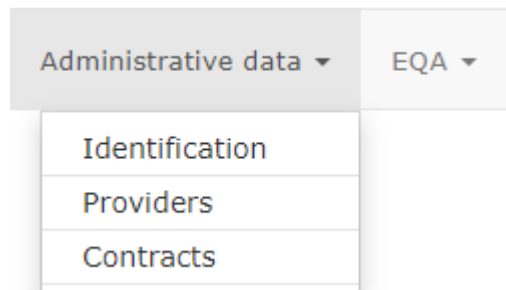 Administrative data EQA
Identification
Providers
Contracts